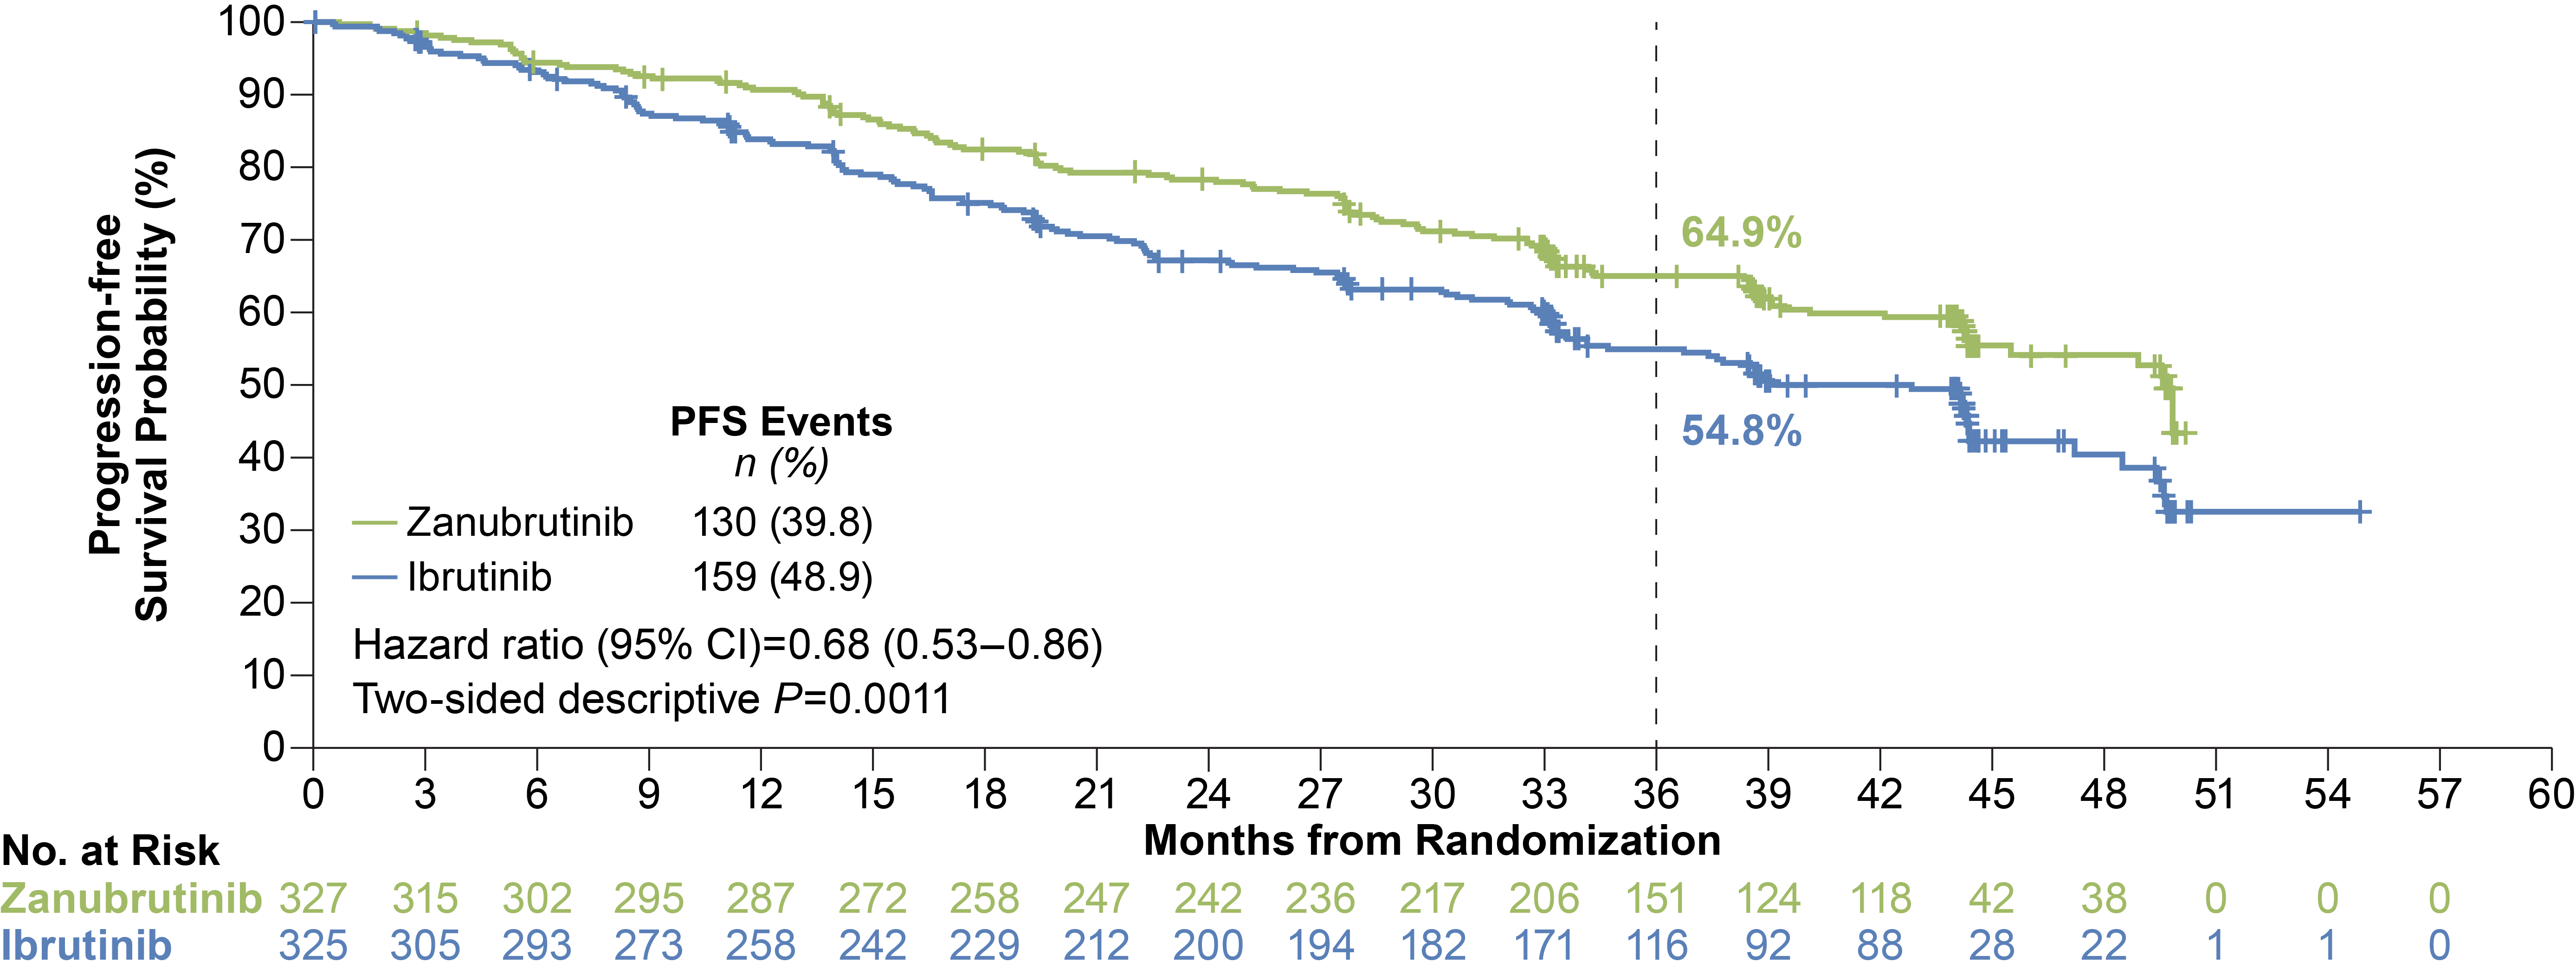 100
90
80
70
60
50
40
30
20
10
0
Progression-free
Survival Probability (%)
64.9%
54.8%
PFS Events
n (%)
Zanubrutinib 130 (39.8)
Ibrutinib 159 (48.9)
Hazard ratio (95% CI)=0.68 (0.53–0.86)
Two-sided descriptive P=0.0011
0 3 6 9 12 15 18 21 24 27 30 33 36 39 42 45 48 51 54 57 60
Months from Randomization
No. at Risk
Zanubrutinib 327 315 302 295 287 272 258 247 242 236 217 206 151 124 118 42 38 0 0 0
Ibrutinib 325 305 293 273 258 242 229 212 200 194 182 171 116 92 88 28 22 1 1 0